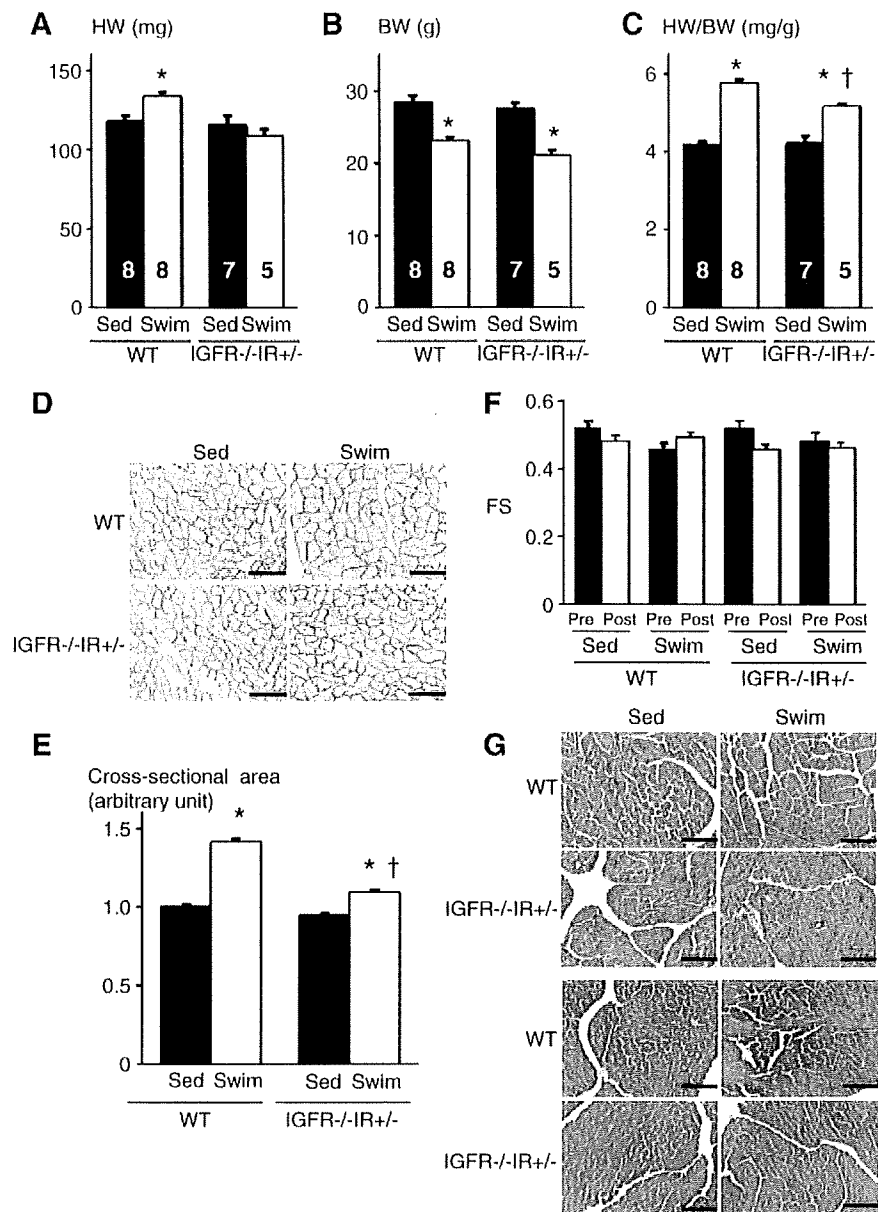 A HW (mg)
150
100
50
0
8 8 7 5
Sed Swim Sed Swim
WT IGFR-/-IR+/-
B BW (g)
30
20
10
0
8 8 7 5
Sed Swim Sed Swim
WT IGFR-/-IR+/-
C HW/BW (mg/g)
6
4
2
0
* * †
8 8 7 5
Sed Swim Sed Swim
WT IGFR-/-IR+/-
D
Sed Swim
WT
IGFR-/-IR+/-
E
Cross-sectional area
(arbitrary unit)
1.5
1.0
0.5
0
* * †
Sed Swim Sed Swim
WT IGFR-/-IR+/-
F
0.6
0.4
FS
0.2
0
Pre Post Pre Post Pre Post Pre Post
Sed Swim Sed Swim
WT IGFR-/-IR+/-
G
Sed Swim
WT
IGFR-/-IR+/-
WT
IGFR-/-IR+/-